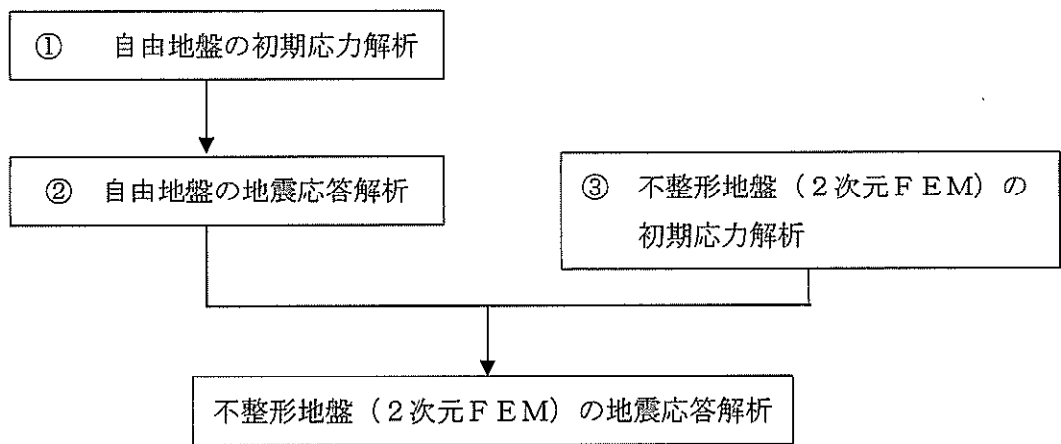 ① 自由地盤の初期応力解析
② 自由地盤の地震応答解析
③ 不整形地盤（２次元ＦＥＭ）の
初期応力解析
不整形地盤（２次元ＦＥＭ）の地震応答解析